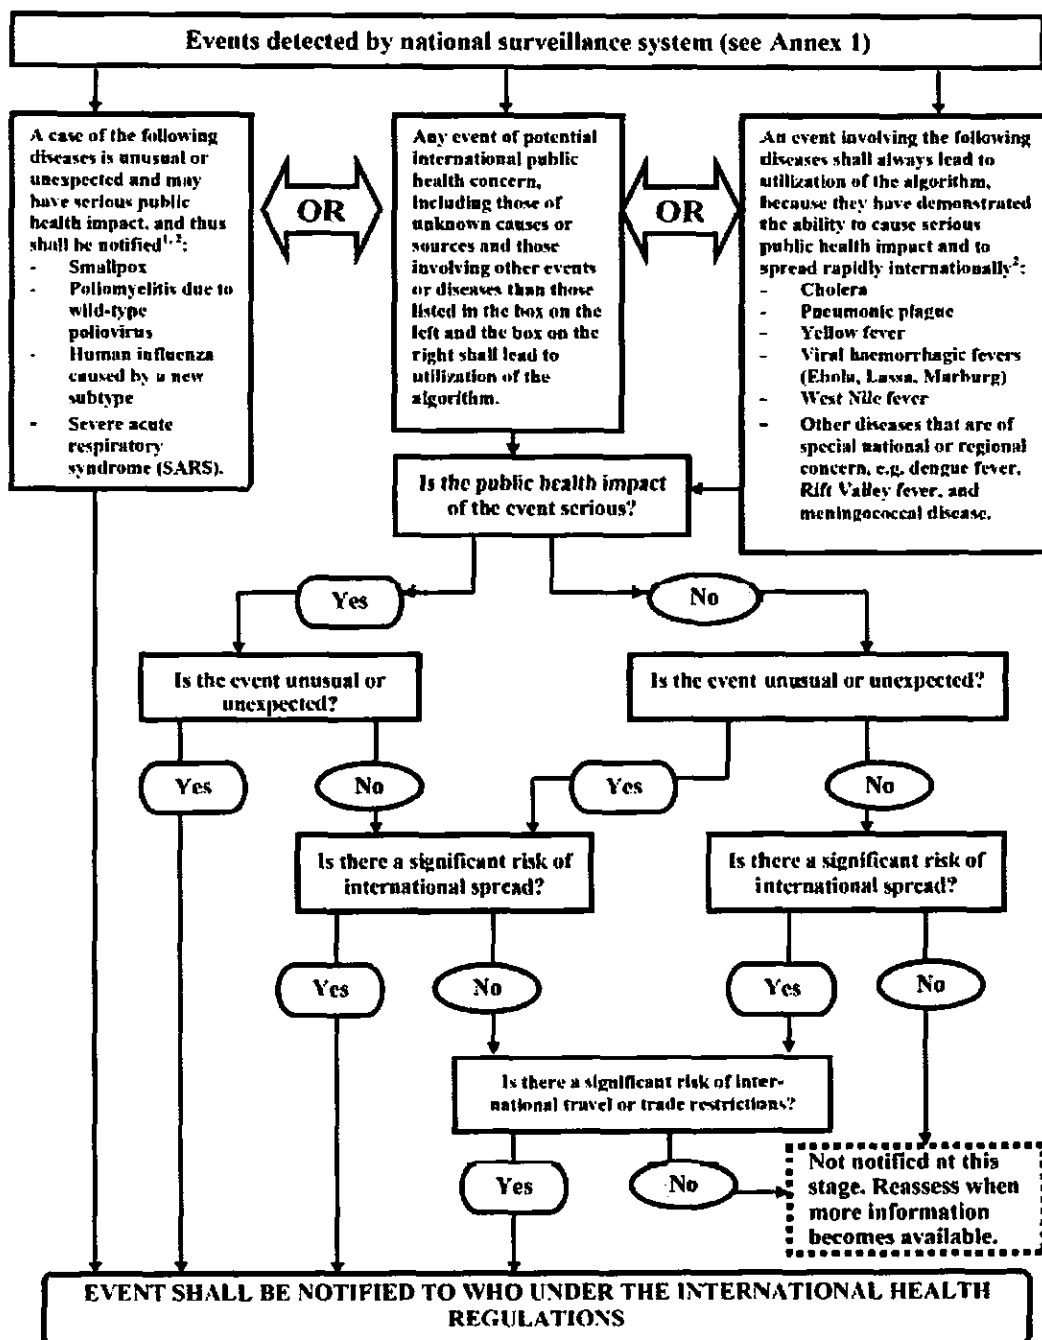 Events detected by national surveillance system (see Annex 1)
A case of the following
diseases is unusual or
unexpected and may
have serious public
health impact, and thus
shall be notified1, 2:
- Smallpox
- Poliomyelitis due to
wild-type
poliovirus
- Human influenza
caused by a new
subtype
- Severe acute
respiratory
syndrome (SARS).
OR
Any event of potential
international public
health concern,
including those of
unknown causes or
sources and those
involving other events
or diseases than those
listed in the box on the
left and the box on the
right shall lead to
utilization of the
algorithm.
OR
An event involving the following
diseases shall always lead to
utilization of the algorithm,
because they have demonstrated
the ability to cause serious
public health impact and to
spread rapidly internationally2:
- Cholera
- Pneumonic plague
- Yellow fever
- Viral haemorrhagic fevers
(Ebola, Lassa, Marburg)
- West Nile fever
- Other diseases that are of
special national or regional
concern, e.g. dengue fever,
Rift Valley fever, and
meningococcal disease.
Is the public health impact
of the event serious?
Yes
No
Is the event unusual or
unexpected?
Is the event unusual or unexpected?
Yes
No
Yes
No
Is there a significant risk of
international spread?
Is there a significant risk of
international spread?
Yes
No
Yes
No
Is there a significant risk of inter-
national travel or trade restrictions?
Yes
No
Not notified at this
stage. Reassess when
more information
becomes available.
EVENT SHALL BE NOTIFIED TO WHO UNDER THE INTERNATIONAL HEALTH
REGULATIONS